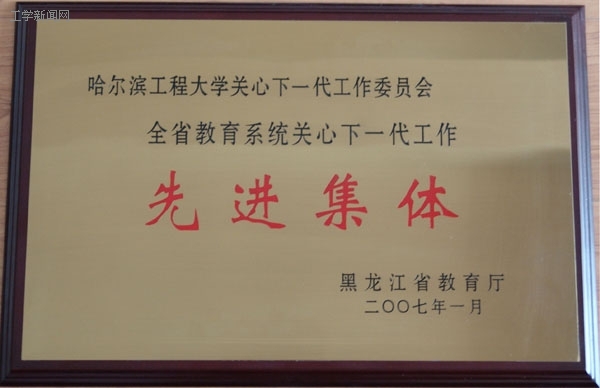 工学新闻网
哈尔滨工程大学关心下一代工作委员会
全省教育系统关心下一代工作
先进集体
黑龙江省教育厅
二〇〇七年一月